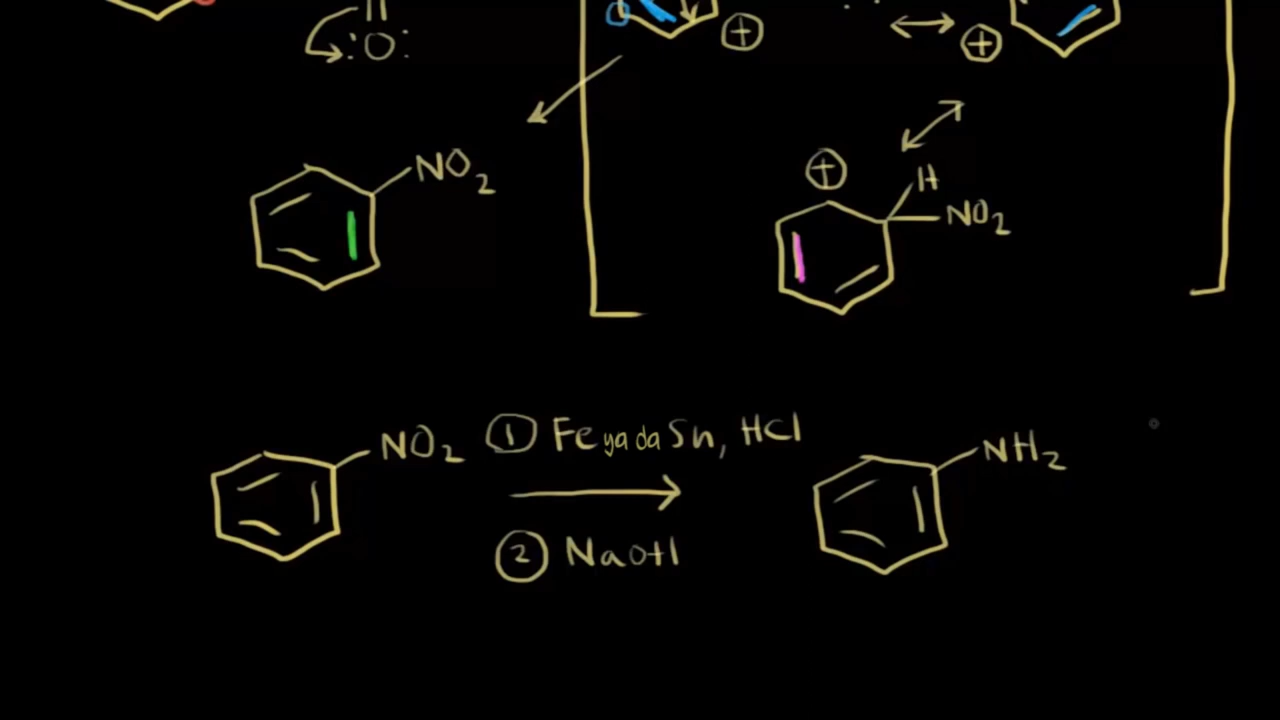 :O:
⊕
⊕
NO₂
⊕
H
NO₂
NO₂
① Fe ya da Sn, HCl
NH₂
② NaOH